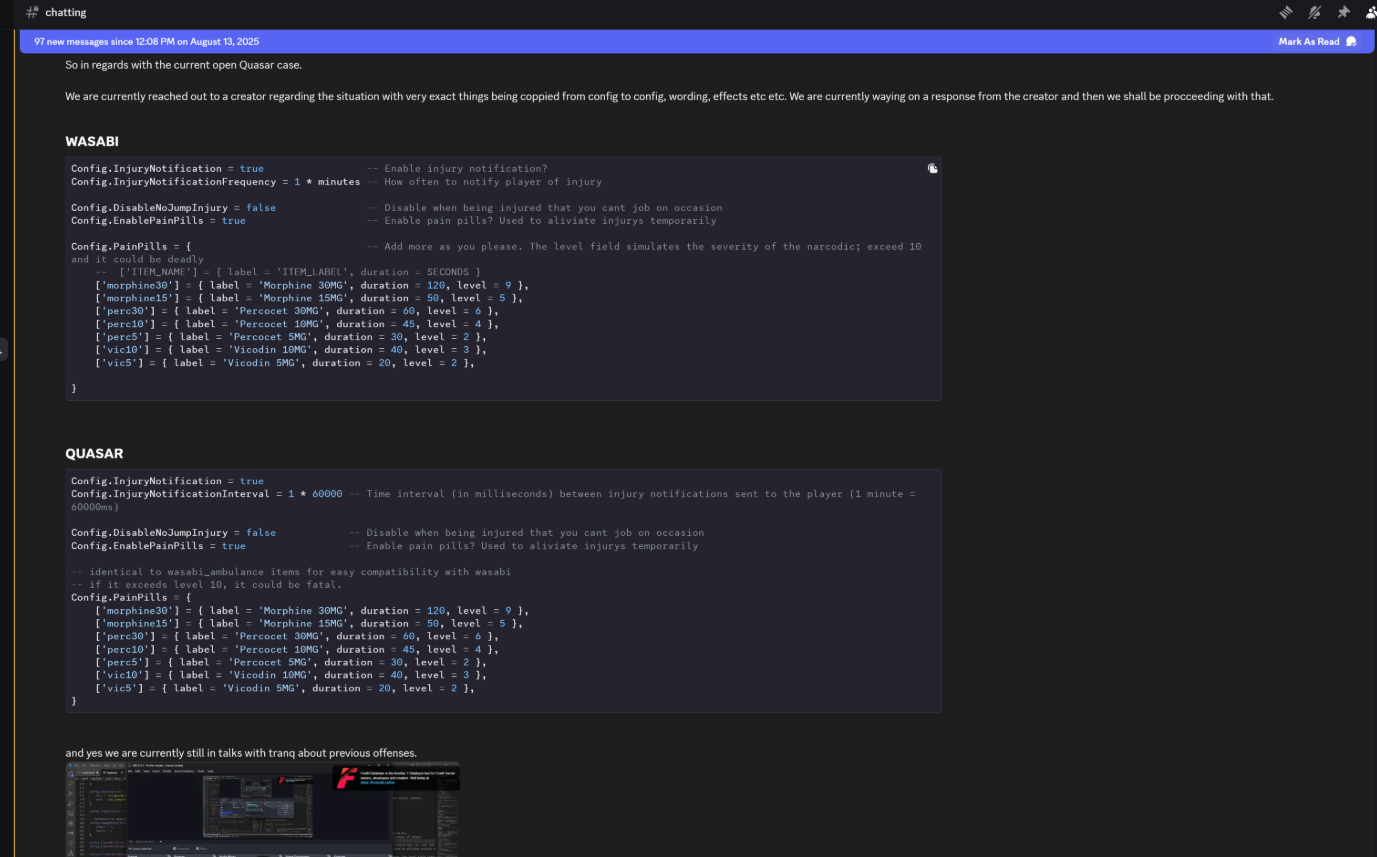 chatting
97 new messages since 12:08 PM on August 13, 2025
Mark As Read
So in regards with the current open Quasar case.
We are currently reached out to a creator regarding the situation with very exact things being coppied from config to config, wording, effects etc etc. We are currently waying on a response from the creator and then we shall be procceeding with that.
WASABI
Config.InjuryNotification = true -- Enable injury notification?
Config.InjuryNotificationFrequency = 1 * minutes -- How often to notify player of injury
Config.DisableNoJumpInjury = false -- Disable when being injured that you cant job on occasion
Config.EnablePainPills = true -- Enable pain pills? Used to aliviate injurys temporarily
Config.PainPills = { -- Add more as you please. The level field simulates the severity of the narcodic; exceed 10
and it could be deadly
-- ['ITEM_NAME'] = { label = 'ITEM_LABEL', duration = SECONDS }
['morphine30'] = { label = 'Morphine 30MG', duration = 120, level = 9 },
['morphine15'] = { label = 'Morphine 15MG', duration = 50, level = 5 },
['perc30'] = { label = 'Percocet 30MG', duration = 60, level = 6 },
['perc10'] = { label = 'Percocet 10MG', duration = 45, level = 4 },
['perc5'] = { label = 'Percocet 5MG', duration = 30, level = 2 },
['vic10'] = { label = 'Vicodin 10MG', duration = 40, level = 3 },
['vic5'] = { label = 'Vicodin 5MG', duration = 20, level = 2 },
}
QUASAR
Config.InjuryNotification = true
Config.InjuryNotificationInterval = 1 * 60000 -- Time interval (in milliseconds) between injury notifications sent to the player (1 minute =
60000ms)
Config.DisableNoJumpInjury = false -- Disable when being injured that you cant job on occasion
Config.EnablePainPills = true -- Enable pain pills? Used to aliviate injurys temporarily
-- identical to wasabi_ambulance items for easy compatibility with wasabi
-- if it exceeds level 10, it could be fatal.
Config.PainPills = {
['morphine30'] = { label = 'Morphine 30MG', duration = 120, level = 9 },
['morphine15'] = { label = 'Morphine 15MG', duration = 50, level = 5 },
['perc30'] = { label = 'Percocet 30MG', duration = 60, level = 6 },
['perc10'] = { label = 'Percocet 10MG', duration = 45, level = 4 },
['perc5'] = { label = 'Percocet 5MG', duration = 30, level = 2 },
['vic10'] = { label = 'Vicodin 10MG', duration = 40, level = 3 },
['vic5'] = { label = 'Vicodin 5MG', duration = 20, level = 2 },
}
and yes we are currently still in talks with tranq about previous offenses.